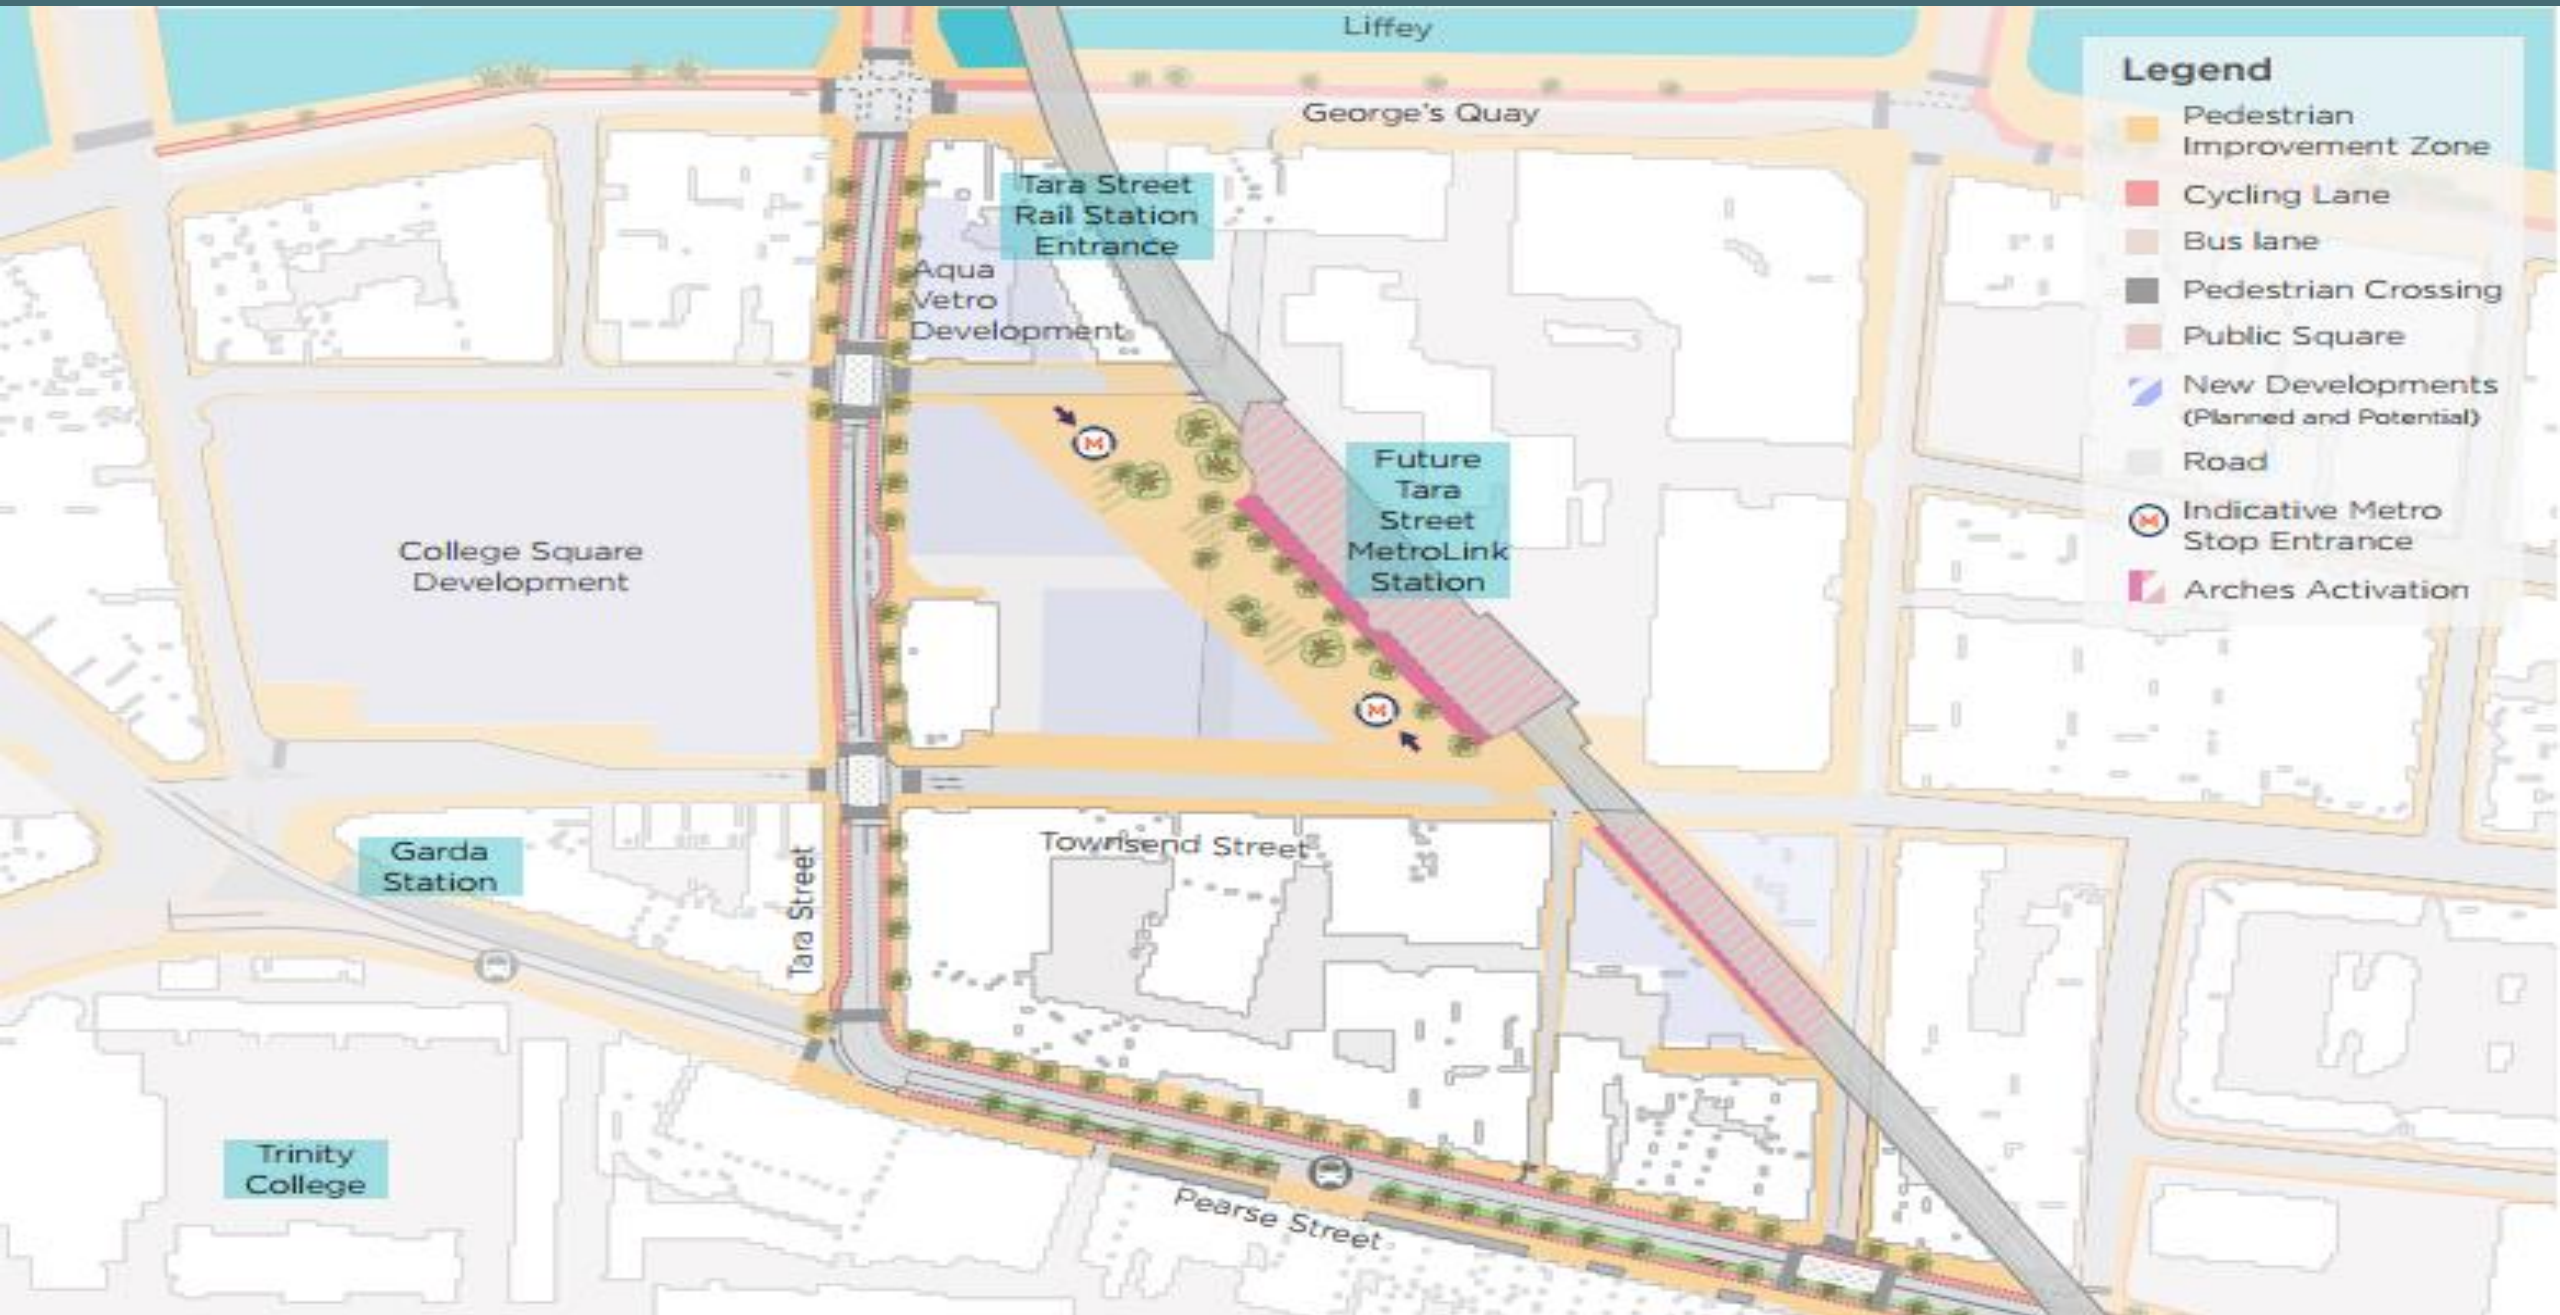 Liffey
George's Quay
Tara Street
Rail Station
Entrance
Aqua
Vetro
Development
Future
Tara
Street
MetroLink
Station
College Square
Development
Garda
Station
Tara Street
Townsend Street
Trinity
College
Pearse Street
M
M
Legend
Pedestrian
Improvement Zone
Cycling Lane
Bus lane
Pedestrian Crossing
Public Square
New Developments
(Planned and Potential)
Road
M
Indicative Metro
Stop Entrance
Arches Activation